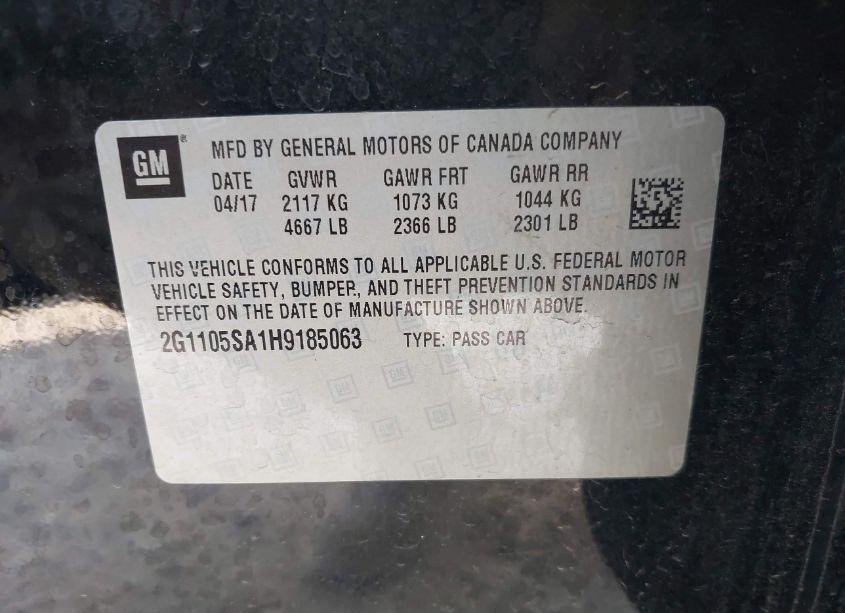 GM ® MFD BY GENERAL MOTORS OF CANADA COMPANY
DATE GVWR GAWR FRT GAWR RR
04/17 2117 KG 1073 KG 1044 KG
4667 LB 2366 LB 2301 LB
THIS VEHICLE CONFORMS TO ALL APPLICABLE U.S. FEDERAL MOTOR
VEHICLE SAFETY, BUMPER, AND THEFT PREVENTION STANDARDS IN
EFFECT ON THE DATE OF MANUFACTURE SHOWN ABOVE.
2G1105SA1H9185063 TYPE: PASS CAR